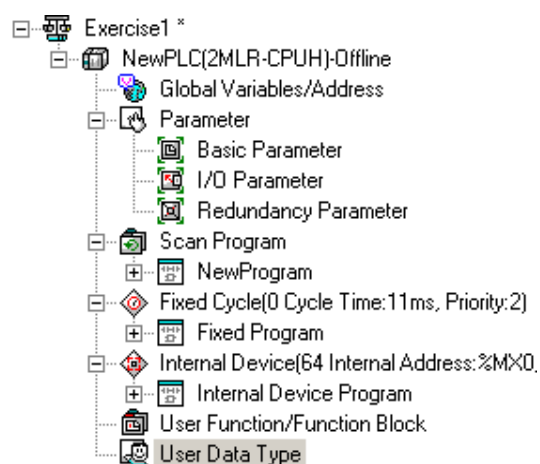 Exercise1 *
NewPLC(2MLR-CPUH)-Offline
Global Variables/Address
Parameter
Basic Parameter
I/O Parameter
Redundancy Parameter
Scan Program
NewProgram
Fixed Cycle(0 Cycle Time:11ms, Priority:2)
Fixed Program
Internal Device(64 Internal Address:%MX0_
Internal Device Program
User Function/Function Block
User Data Type